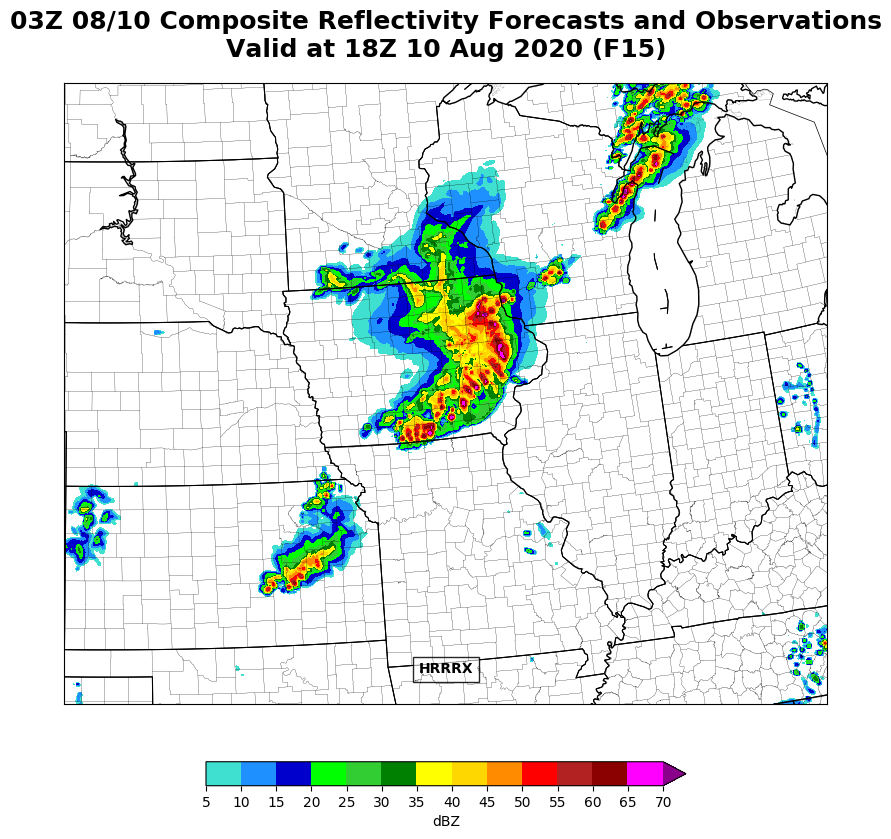 03Z 08/10 Composite Reflectivity Forecasts and Observations
Valid at 18Z 10 Aug 2020 (F15)
HRRRX
5 10 15 20 25 30 35 40 45 50 55 60 65 70
dBZ